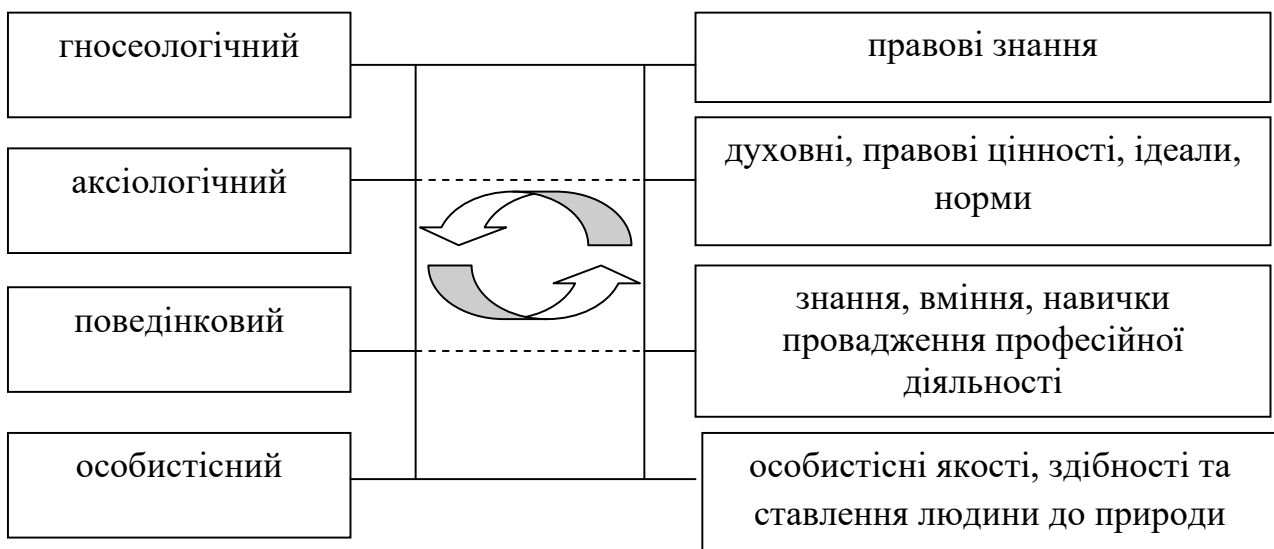 гносеологічний
правові знання
аксіологічний
духовні, правові цінності, ідеали,
норми
поведінковий
знання, вміння, навички
провадження професійної
діяльності
особистісний
особистісні якості, здібності та
ставлення людини до природи